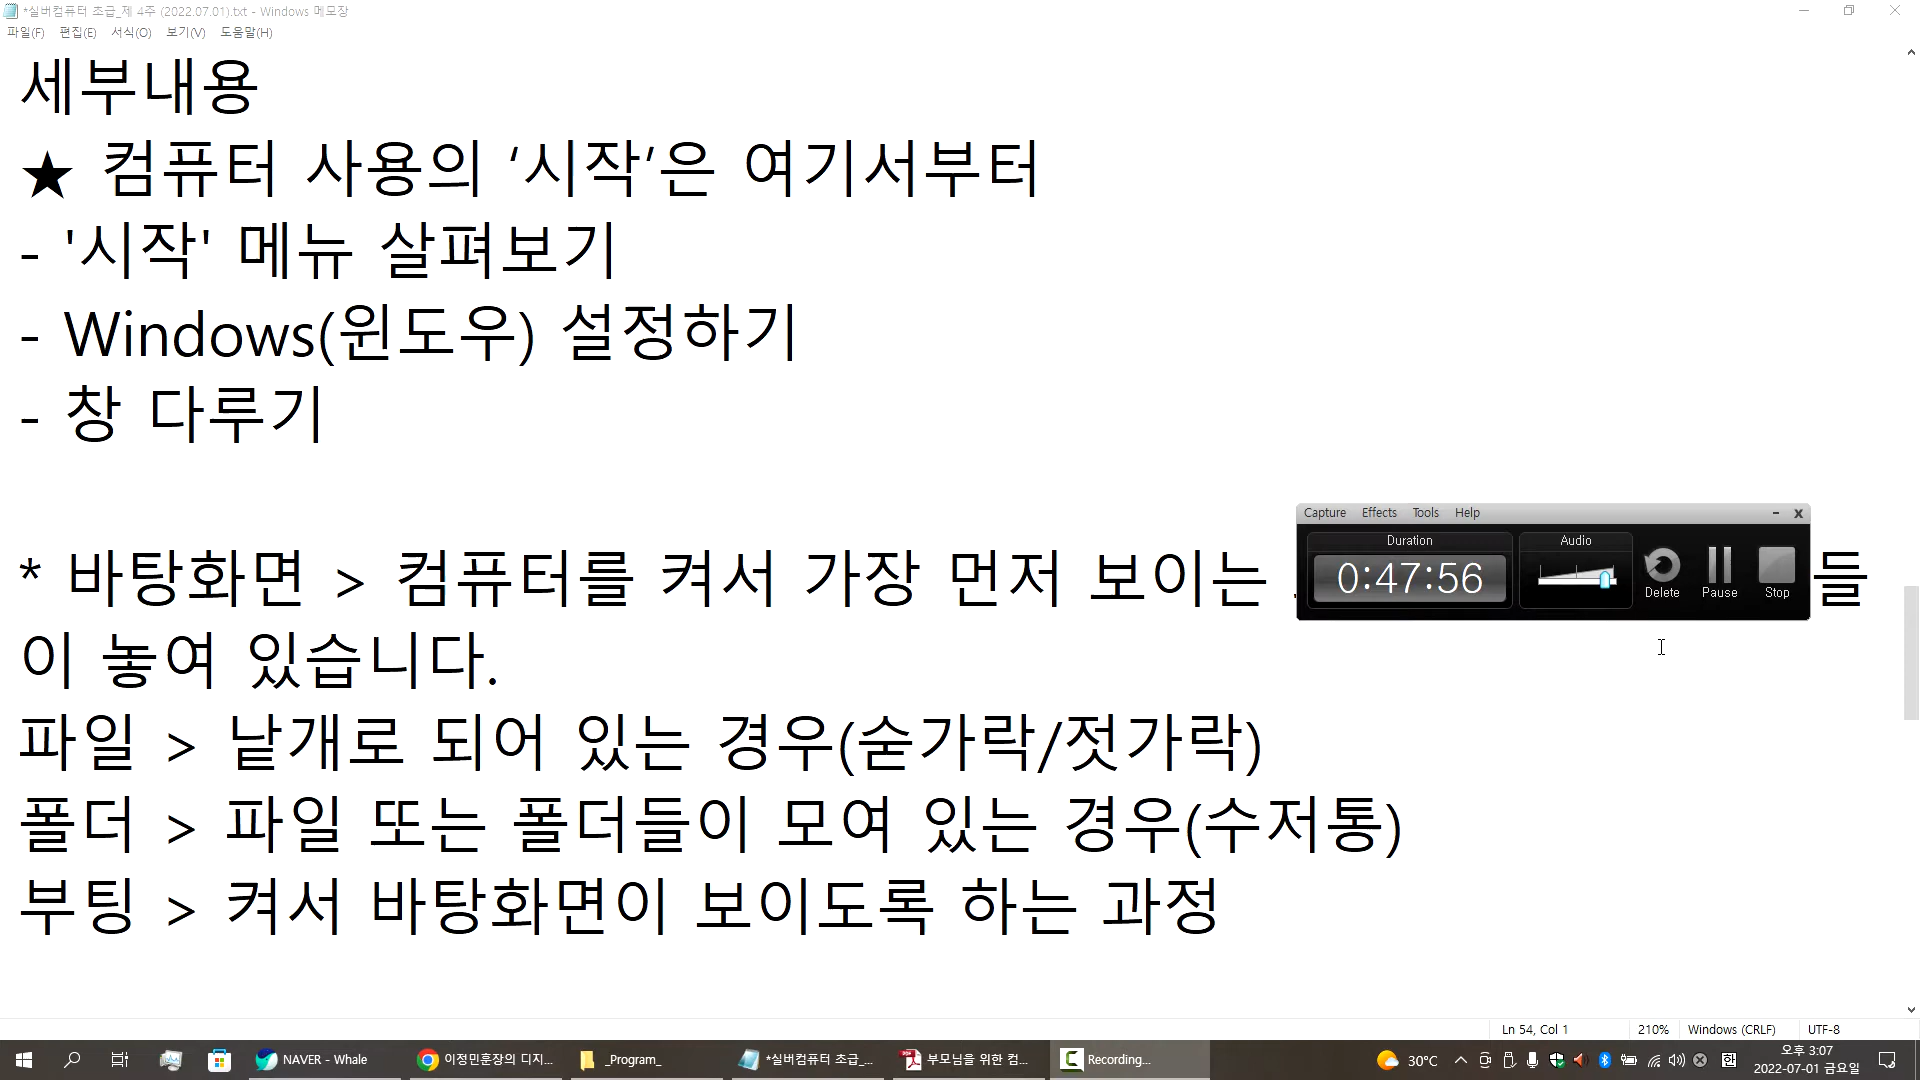 *실버컴퓨터 초급_제 4주 (2022.07.01).txt - Windows 메모장
파일(F) 편집(E) 서식(O) 보기(V) 도움말(H)
세부내용
★ 컴퓨터 사용의 ‘시작’은 여기서부터
- '시작' 메뉴 살펴보기
- Windows(윈도우) 설정하기
- 창 다루기
* 바탕화면 > 컴퓨터를 켜서 가장 먼저 보이는 들
이 놓여 있습니다.
파일 > 낱개로 되어 있는 경우(숟가락/젓가락)
폴더 > 파일 또는 폴더들이 모여 있는 경우(수저통)
부팅 > 켜서 바탕화면이 보이도록 하는 과정
Capture Effects Tools Help
Duration Audio
0:47:56
Delete Pause Stop
Ln 54, Col 1 210% Windows (CRLF) UTF-8
NAVER - Whale 이정민훈장의 디지... _Program_ *실버컴퓨터 초급_... 부모님을 위한 컴... Recording... 30°C 한 오후 3:07
2022-07-01 금요일